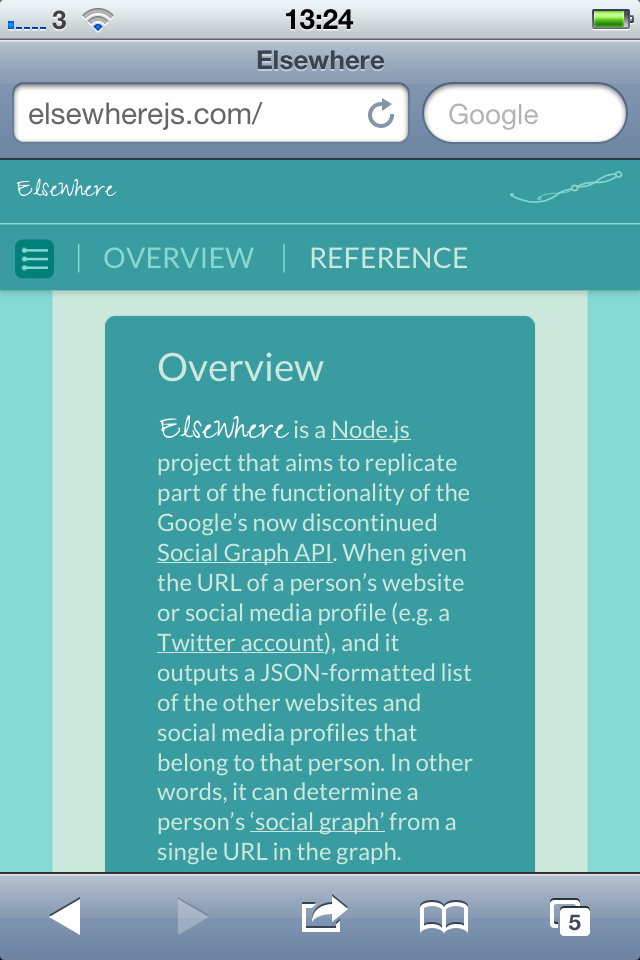 3 13:24
Elsewhere
elsewherejs.com/ Google
ElseWhere
OVERVIEW | REFERENCE
Overview
ElseWhere is a Node.js
project that aims to replicate
part of the functionality of the
Google’s now discontinued
Social Graph API. When given
the URL of a person’s website
or social media profile (e.g. a
Twitter account), and it
outputs a JSON-formatted list
of the other websites and
social media profiles that
belong to that person. In other
words, it can determine a
person’s ‘social graph’ from a
single URL in the graph.
5